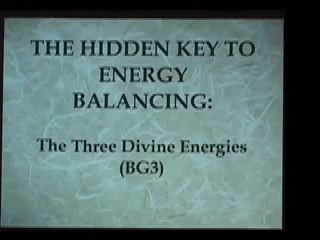 THE HIDDEN KEY TO
ENERGY
BALANCING:
The Three Divine Energies
(BG3)